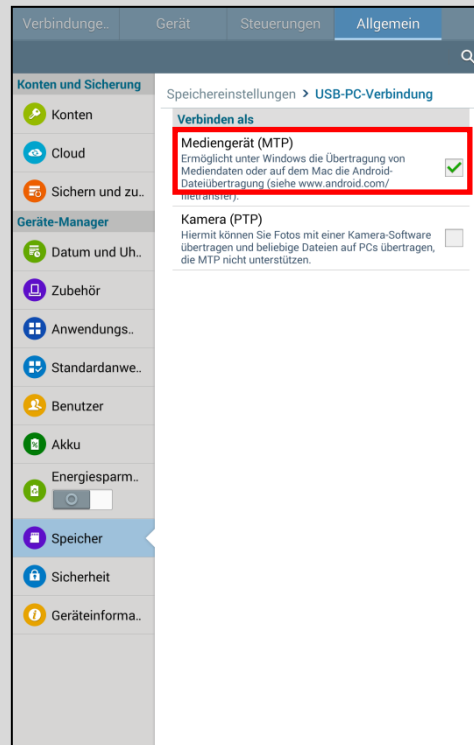 Verbindunge..
Gerät
Steuerungen
Allgemein
Konten und Sicherung
Konten
Cloud
Sichern und zu..
Geräte-Manager
Datum und Uh..
Zubehör
Anwendungs..
Standardanwe..
Benutzer
Akku
Energiesparm..
Speicher
Sicherheit
Geräteinforma..
Speichereinstellungen > USB-PC-Verbindung
Verbinden als
Mediengerät (MTP)
Ermöglicht unter Windows die Übertragung von
Mediendaten oder auf dem Mac die Android-
Dateiübertragung (siehe www.android.com/
filetransfer).
Kamera (PTP)
Hiermit können Sie Fotos mit einer Kamera-Software
übertragen und beliebige Dateien auf PCs übertragen,
die MTP nicht unterstützen.